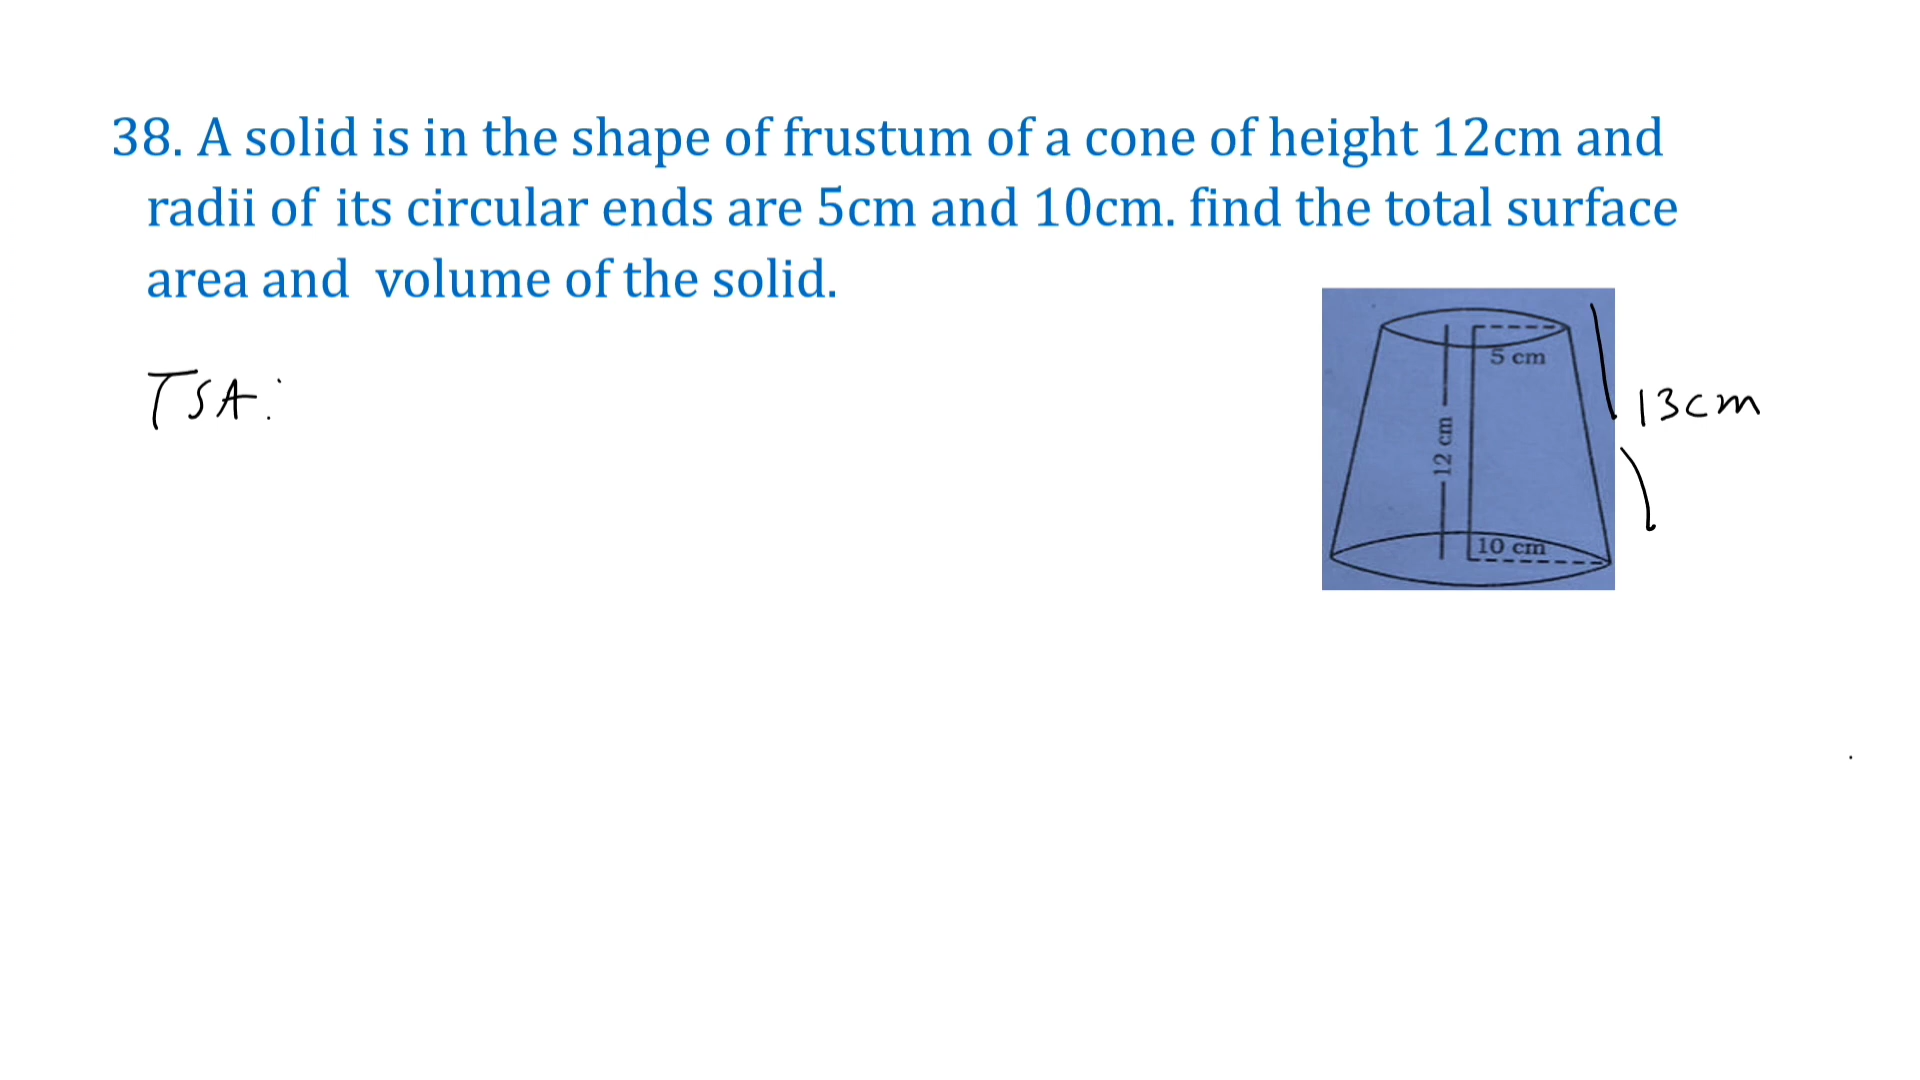 38. A solid is in the shape of frustum of a cone of height 12cm and
radii of its circular ends are 5cm and 10cm. find the total surface
area and  volume of the solid.
TSA:
5 cm
13cm
12 cm
10 cm